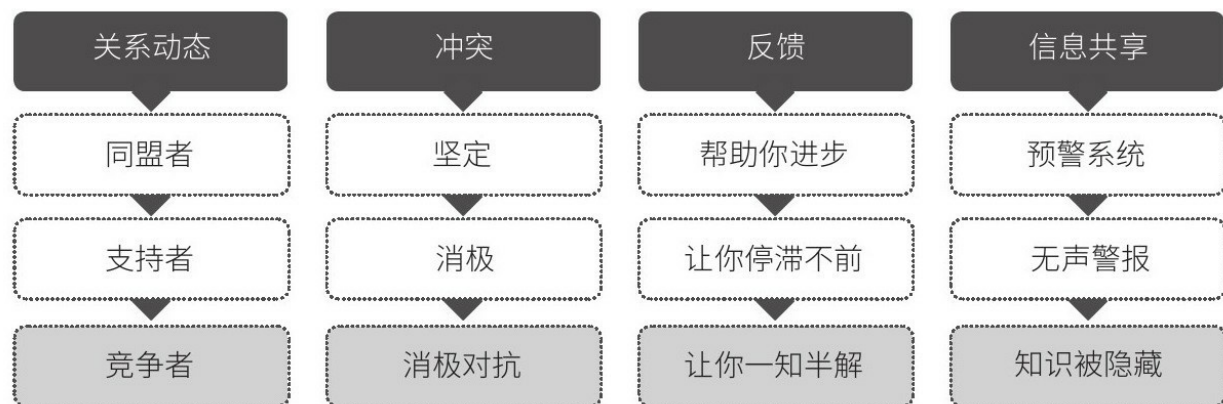 关系动态
冲突
反馈
信息共享
同盟者
坚定
帮助你进步
预警系统
支持者
消极
让你停滞不前
无声警报
竞争者
消极对抗
让你一知半解
知识被隐藏